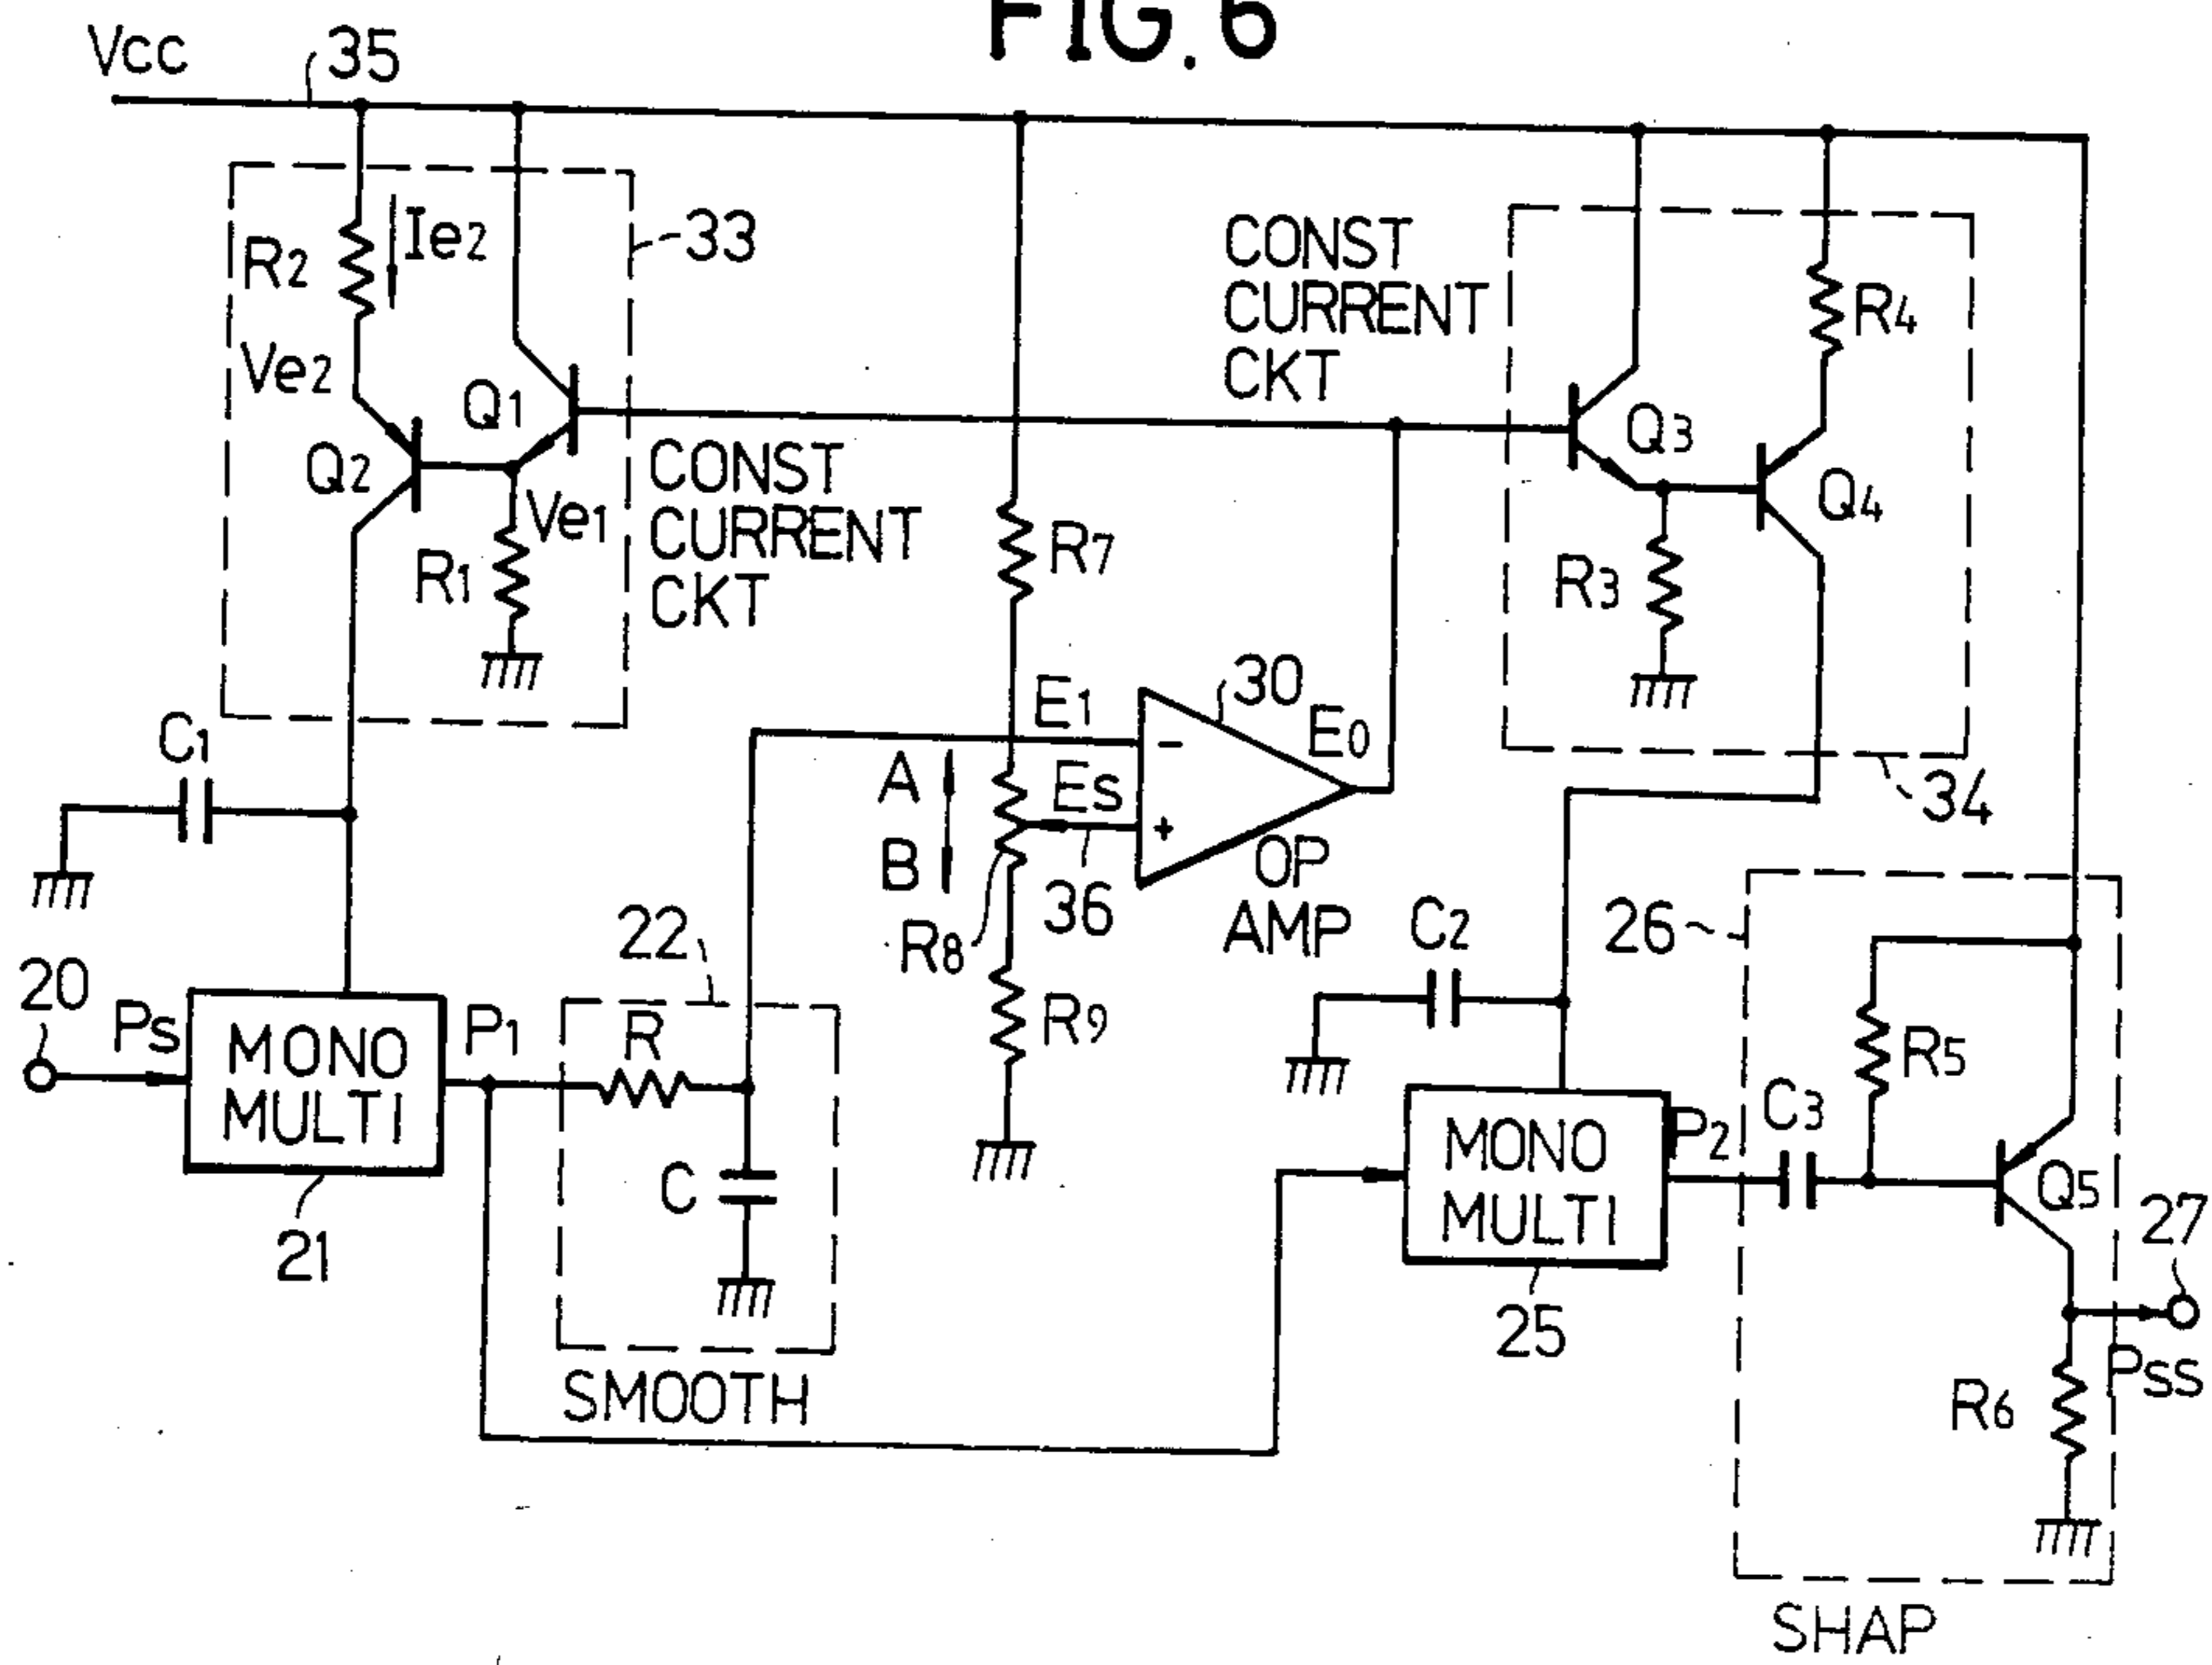 FIG. 6
Vcc
35
R2
Ie2
33
Ve2
Q1
Q2
Ve1
R1
CONST
CURRENT
CKT
CONST
CURRENT
CKT
R4
Q3
Q4
R3
34
R7
E1
30
E0
A
B
Es
36
OP
AMP
R8
R9
C1
20
Ps
MONO
MULTI
21
P1
22
R
C
SMOOTH
C2
MONO
MULTI
25
P2
26
C3
R5
Q5
27
Pss
R6
SHAP